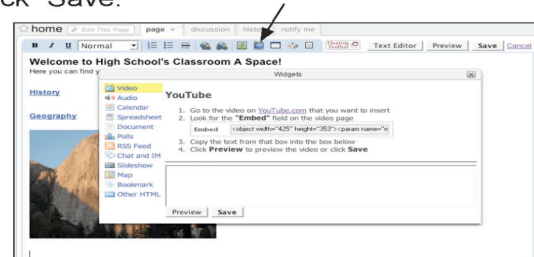 ck "Save."
home Edit This Page page discussion history notify me
B I U Normal Floating Toolbar Text Editor Preview Save Cancel
Welcome to High School's Classroom A Space!
Here you can find y
Widgets
History
Geography
Video
Audio
Calendar
Spreadsheet
Document
Polls
RSS Feed
Chat and IM
Slideshow
Map
Bookmark
Other HTML
YouTube
1. Go to the video on YouTube.com that you want to insert
2. Look for the "Embed" field on the video page
Embed <object width="425" height="353"><param name="
3. Copy the text from that box into the box below
4. Click Preview to preview the video or click Save
Preview Save